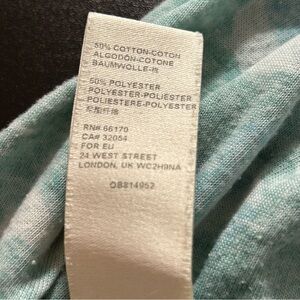 50% COTTON-COTON
ALGODÓN-COTONE
BAUMWOLLE-棉
50% POLYESTER
POLYESTER-POLIÉSTER
POLIESTERE-POLYESTER
RN# 66170
CA# 32054
FOR EU
24 WEST STREET
LONDON, UK WC2H9NA
OB814952